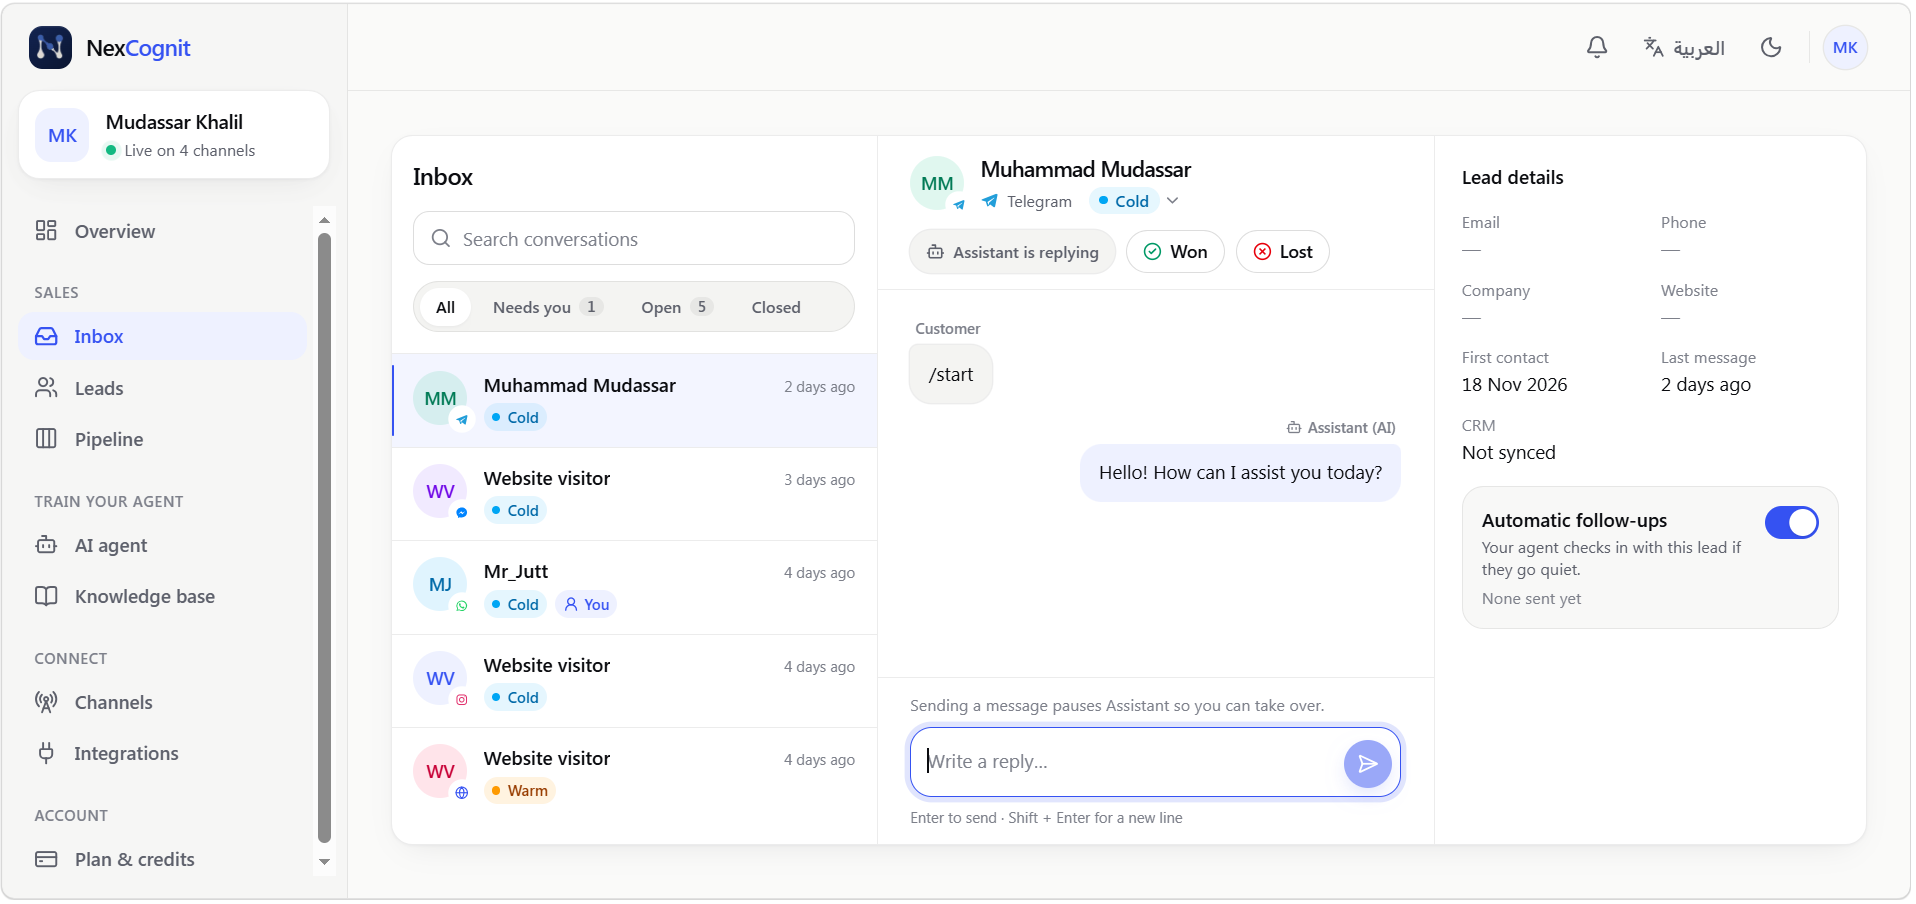 NexCognit
العربية
MK
MK
Mudassar Khalil
Live on 4 channels
Overview
SALES
Inbox
Leads
Pipeline
TRAIN YOUR AGENT
AI agent
Knowledge base
CONNECT
Channels
Integrations
ACCOUNT
Plan & credits
Inbox
Search conversations
All
Needs you 1
Open 5
Closed
MM
Muhammad Mudassar
2 days ago
Cold
WV
Website visitor
3 days ago
Cold
MJ
Mr_Jutt
4 days ago
Cold
You
WV
Website visitor
4 days ago
Cold
WV
Website visitor
4 days ago
Warm
MM
Muhammad Mudassar
Telegram
Cold
Assistant is replying
Won
Lost
Customer
/start
Assistant (AI)
Hello! How can I assist you today?
Sending a message pauses Assistant so you can take over.
Write a reply...
Enter to send · Shift + Enter for a new line
Lead details
Email
—
Phone
—
Company
—
Website
—
First contact
18 Nov 2026
Last message
2 days ago
CRM
Not synced
Automatic follow-ups
Your agent checks in with this lead if
they go quiet.
None sent yet